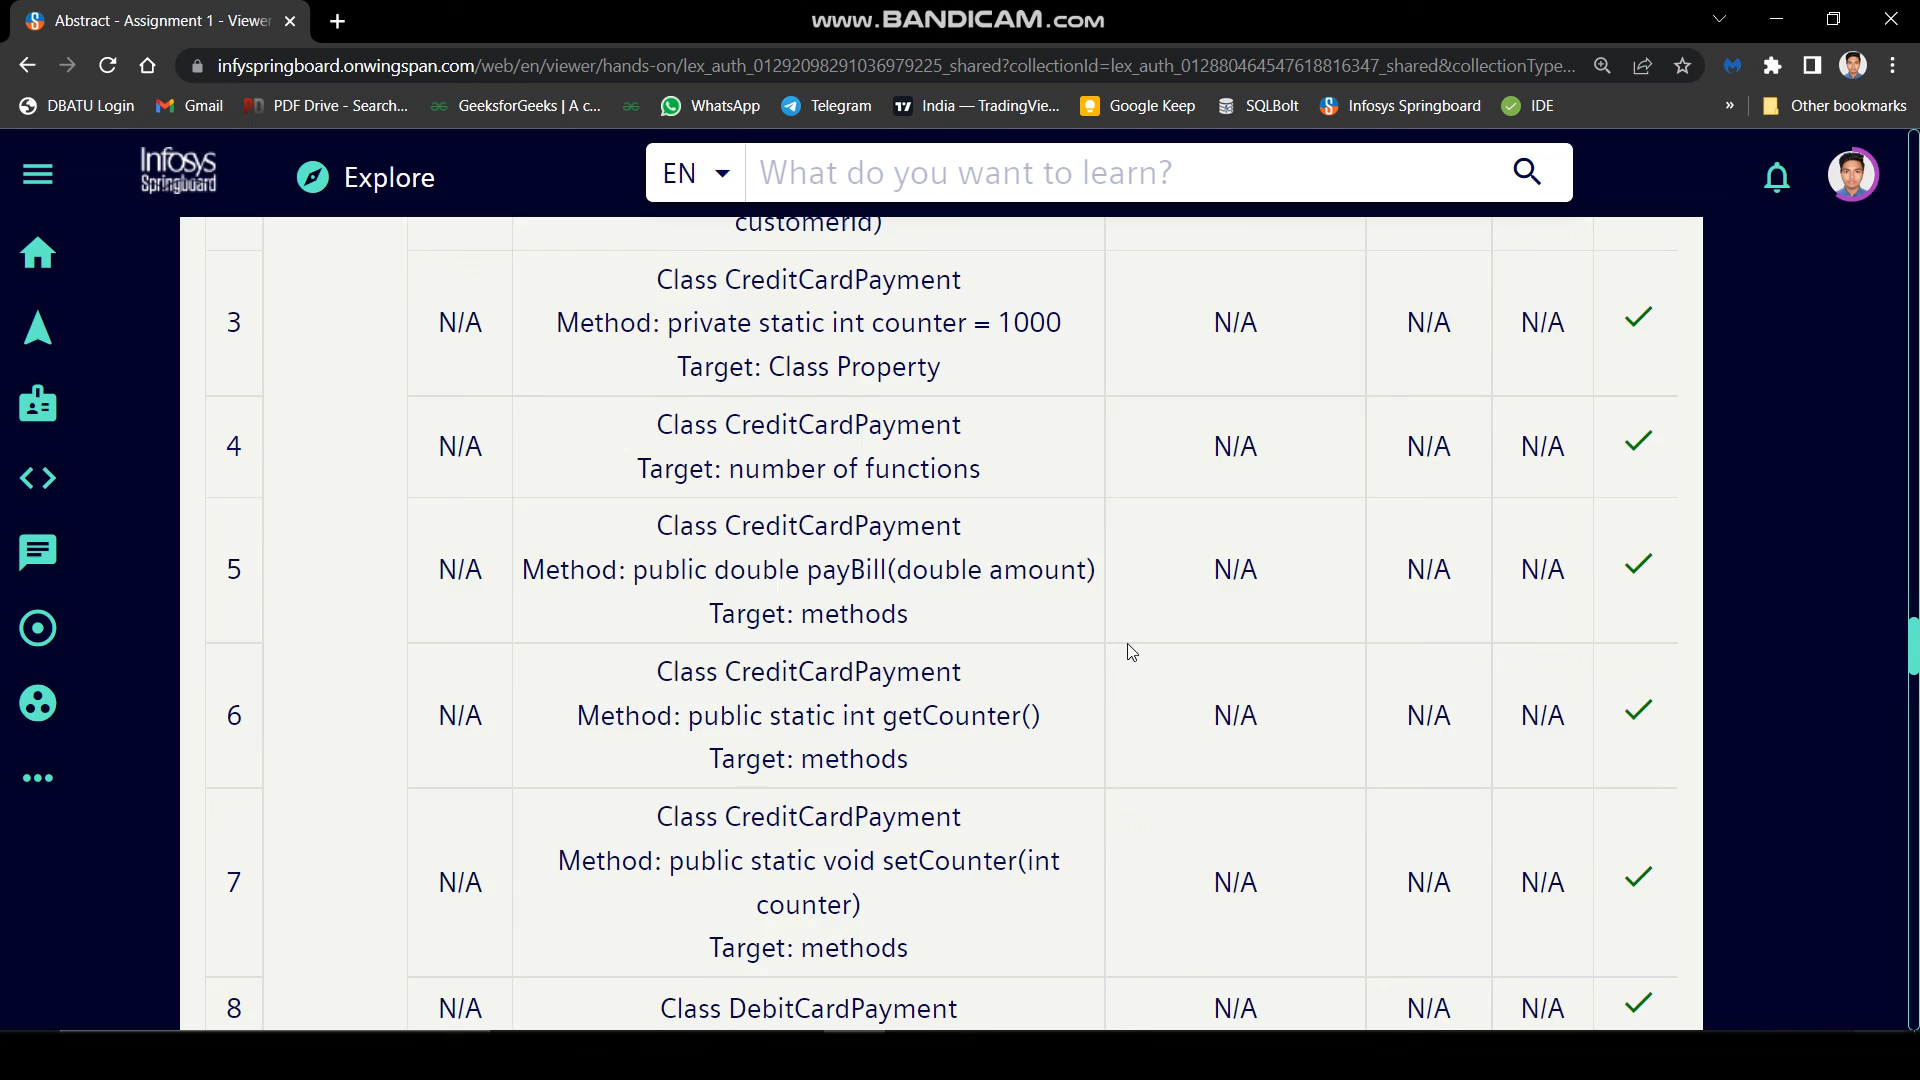 Abstract - Assignment 1 - Viewer
www.BANDICAM.com
infyspringboard.onwingspan.com/web/en/viewer/hands-on/lex_auth_01292098291036979225_shared?collectionId=lex_auth_012880464547618816347_shared&collectionType...
DBATU Login
Gmail
PDF Drive - Search...
GeeksforGeeks | A c...
WhatsApp
Telegram
India — TradingVie...
Google Keep
SQLBolt
Infosys Springboard
IDE
»
Other bookmarks
Infosys
Springboard
Explore
EN
What do you want to learn?
customerId)
3
N/A
Class CreditCardPayment
Method: private static int counter = 1000
Target: Class Property
N/A
N/A
N/A
4
N/A
Class CreditCardPayment
Target: number of functions
N/A
N/A
N/A
5
N/A
Class CreditCardPayment
Method: public double payBill(double amount)
Target: methods
N/A
N/A
N/A
6
N/A
Class CreditCardPayment
Method: public static int getCounter()
Target: methods
N/A
N/A
N/A
7
N/A
Class CreditCardPayment
Method: public static void setCounter(int
counter)
Target: methods
N/A
N/A
N/A
8
N/A
Class DebitCardPayment
N/A
N/A
N/A